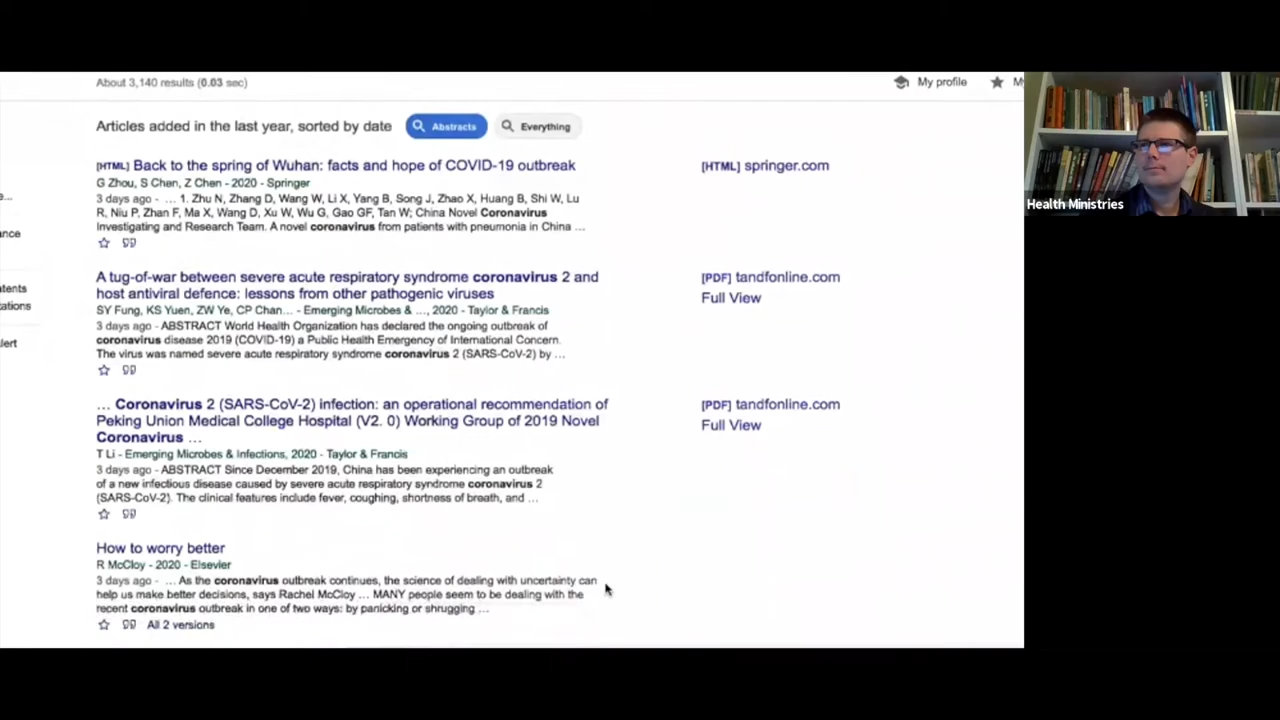 About 3,140 results (0.03 sec)
My profile
Articles added in the last year, sorted by date
Abstracts
Everything
[HTML] Back to the spring of Wuhan: facts and hope of COVID-19 outbreak
[HTML] springer.com
G Zhou, S Chen, Z Chen - 2020 - Springer
3 days ago - ... 1. Zhu N, Zhang D, Wang W, Li X, Yang B, Song J, Zhao X, Huang B, Shi W, Lu
R, Niu P, Zhan F, Ma X, Wang D, Xu W, Wu G, Gao GF, Tan W; China Novel Coronavirus
Investigating and Research Team. A novel coronavirus from patients with pneumonia in China ...
A tug-of-war between severe acute respiratory syndrome coronavirus 2 and
host antiviral defence: lessons from other pathogenic viruses
[PDF] tandfonline.com
Full View
SY Fung, KS Yuen, ZW Ye, CP Chan... - Emerging Microbes & ..., 2020 - Taylor & Francis
3 days ago - ABSTRACT World Health Organization has declared the ongoing outbreak of
coronavirus disease 2019 (COVID-19) a Public Health Emergency of International Concern.
The virus was named severe acute respiratory syndrome coronavirus 2 (SARS-CoV-2) by ...
... Coronavirus 2 (SARS-CoV-2) infection: an operational recommendation of
Peking Union Medical College Hospital (V2. 0) Working Group of 2019 Novel
Coronavirus ...
[PDF] tandfonline.com
Full View
T Li - Emerging Microbes & Infections, 2020 - Taylor & Francis
3 days ago - ABSTRACT Since December 2019, China has been experiencing an outbreak
of a new infectious disease caused by severe acute respiratory syndrome coronavirus 2
(SARS-CoV-2). The clinical features include fever, coughing, shortness of breath, and ...
How to worry better
R McCloy - 2020 - Elsevier
3 days ago - ... As the coronavirus outbreak continues, the science of dealing with uncertainty can
help us make better decisions, says Rachel McCloy ... MANY people seem to be dealing with the
recent coronavirus outbreak in one of two ways: by panicking or shrugging ...
All 2 versions
Health Ministries